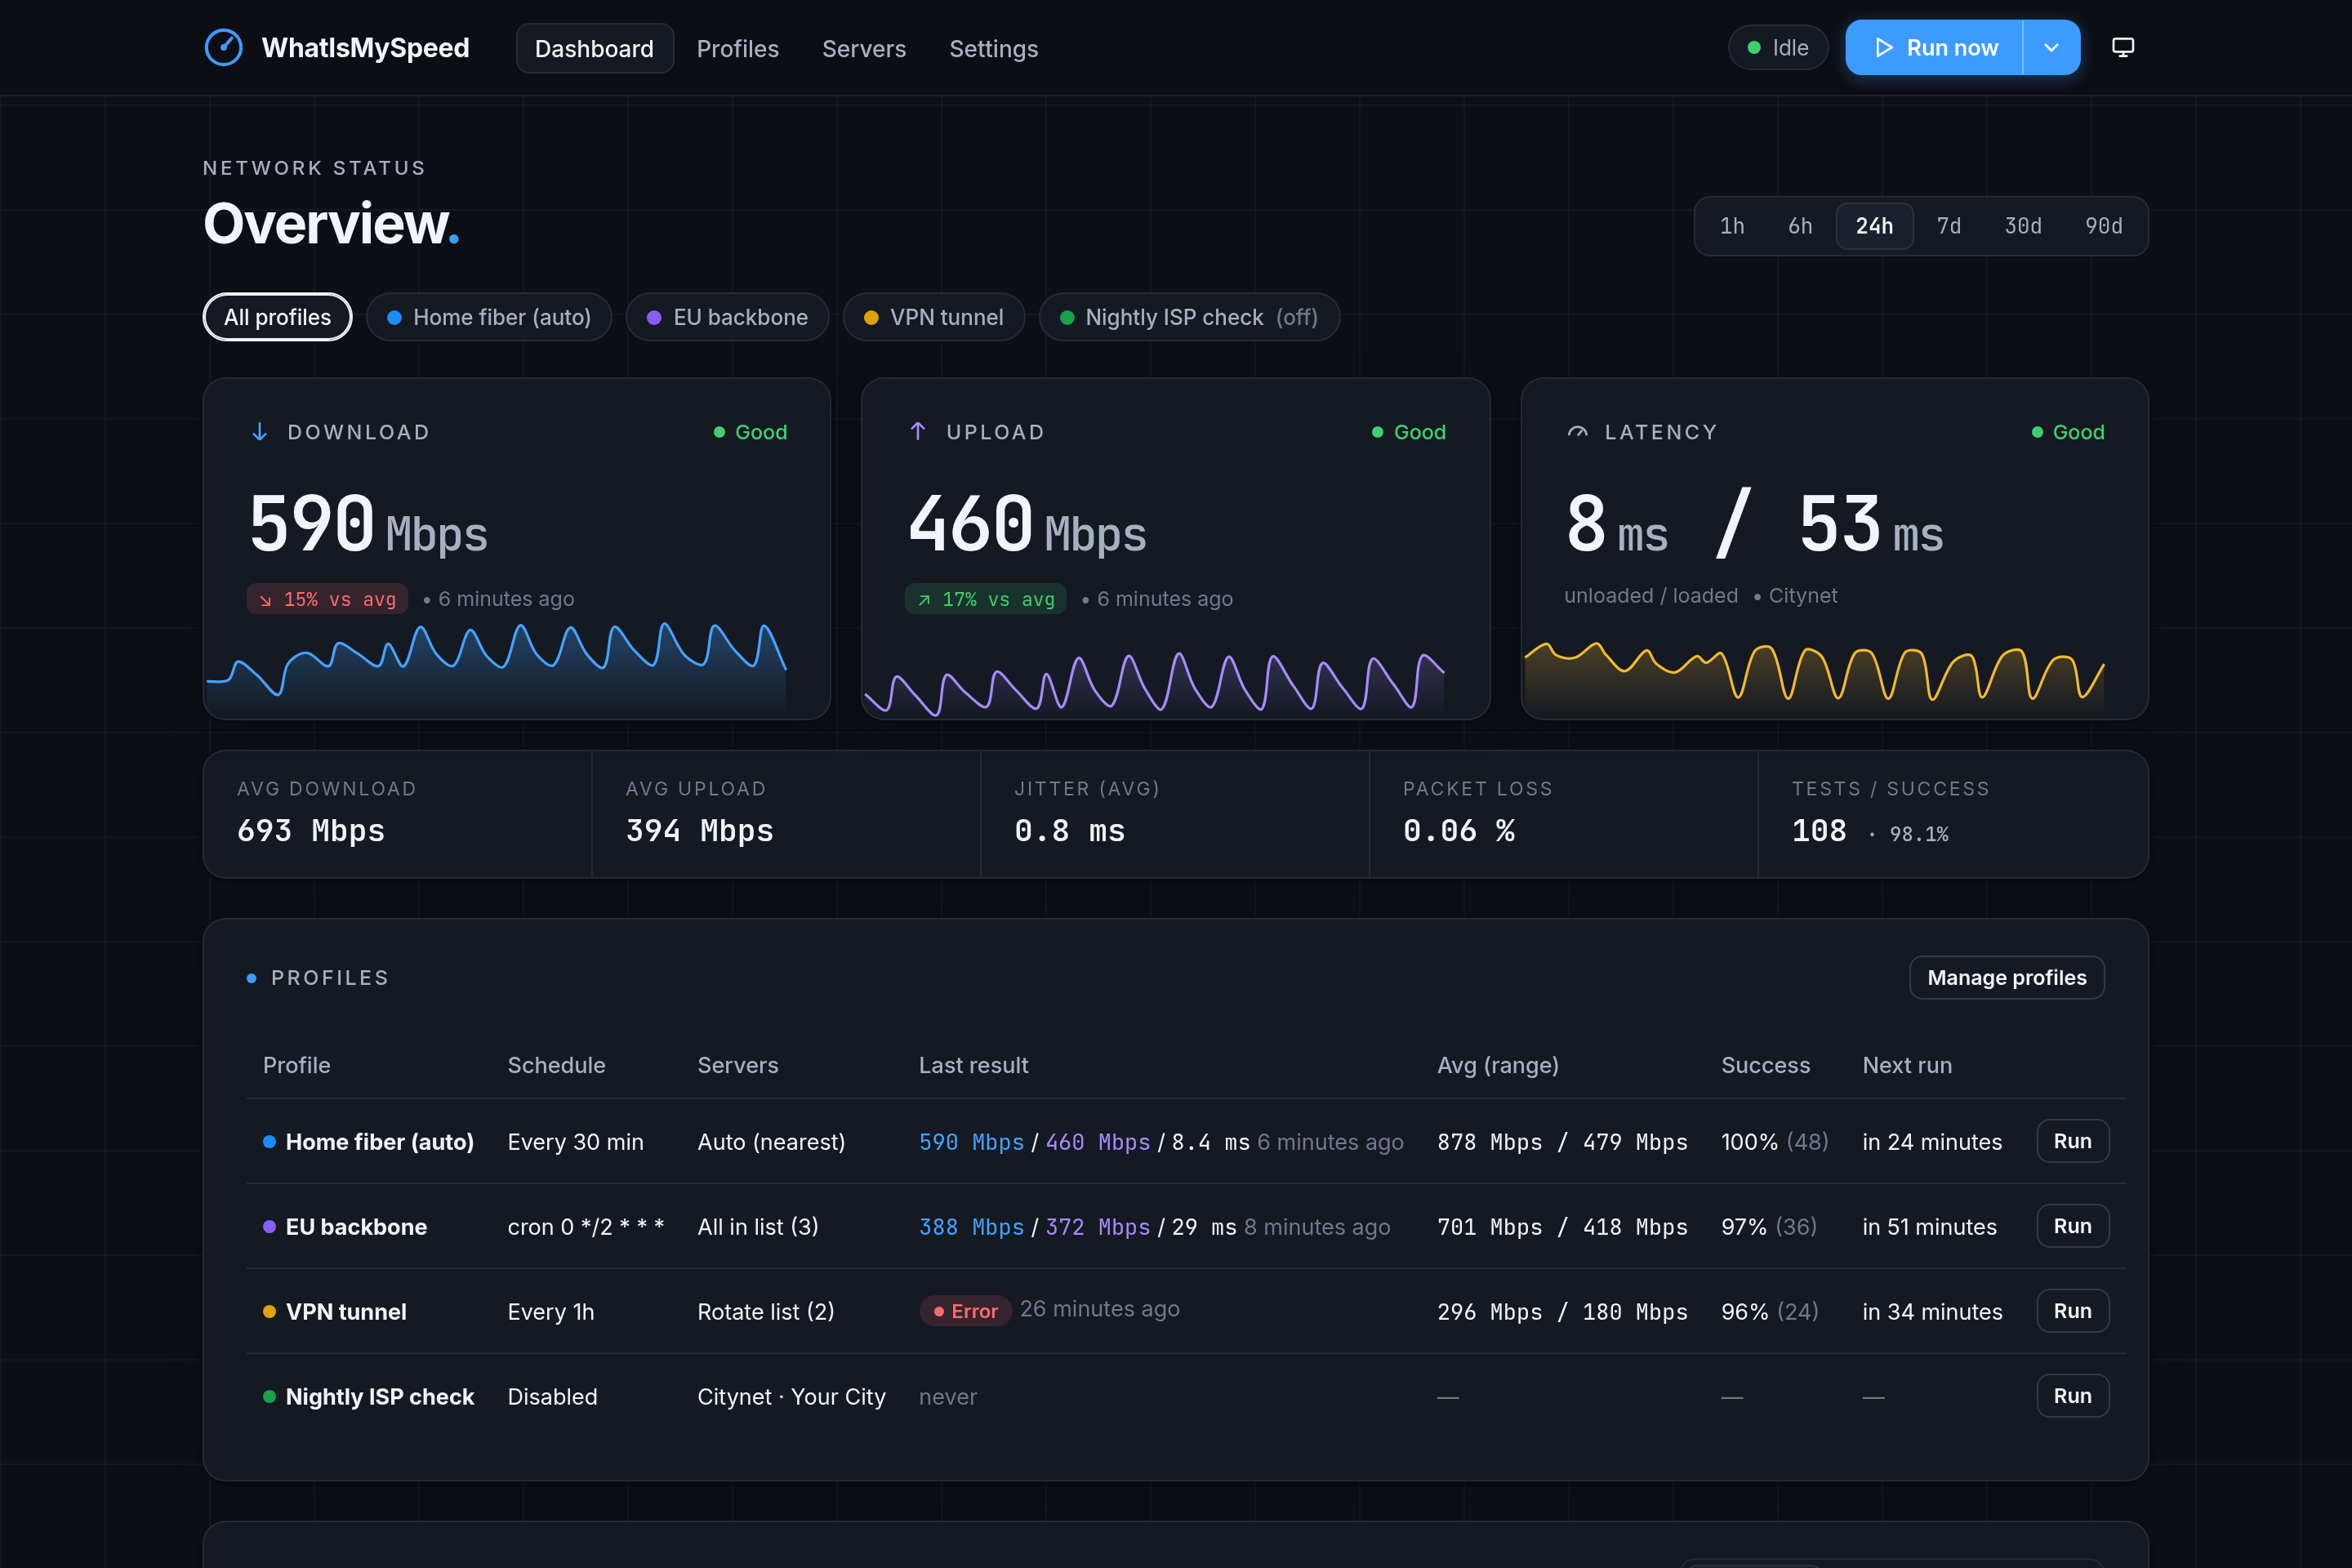 WhatIsMySpeed Dashboard Profiles Servers Settings Idle Run now
NETWORK STATUS
Overview.
1h 6h 24h 7d 30d 90d
All profiles Home fiber (auto) EU backbone VPN tunnel Nightly ISP check (off)
DOWNLOAD Good
590 Mbps
15% vs avg • 6 minutes ago
UPLOAD Good
460 Mbps
17% vs avg • 6 minutes ago
LATENCY Good
8 ms / 53 ms
unloaded / loaded • Citynet
AVG DOWNLOAD
693 Mbps
AVG UPLOAD
394 Mbps
JITTER (AVG)
0.8 ms
PACKET LOSS
0.06 %
TESTS / SUCCESS
108 · 98.1%
PROFILES Manage profiles
Profile Schedule Servers Last result Avg (range) Success Next run
Home fiber (auto) Every 30 min Auto (nearest) 590 Mbps / 460 Mbps / 8.4 ms 6 minutes ago 878 Mbps / 479 Mbps 100% (48) in 24 minutes Run
EU backbone cron 0 */2 * * * All in list (3) 388 Mbps / 372 Mbps / 29 ms 8 minutes ago 701 Mbps / 418 Mbps 97% (36) in 51 minutes Run
VPN tunnel Every 1h Rotate list (2) Error 26 minutes ago 296 Mbps / 180 Mbps 96% (24) in 34 minutes Run
Nightly ISP check Disabled Citynet · Your City never — — — Run